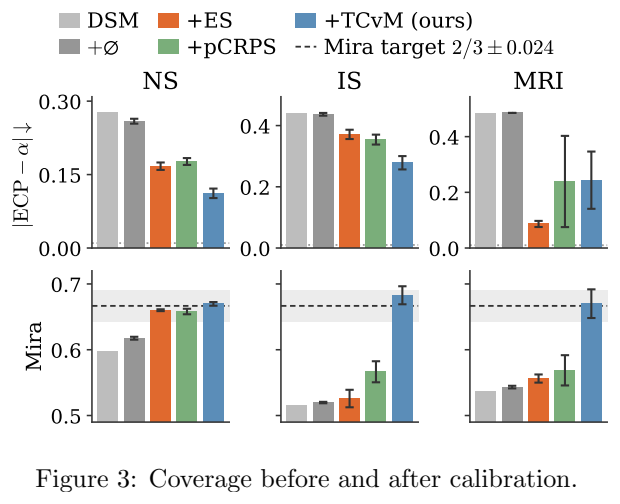 DSM +ES +TCvM (ours)
+∅ +pCRPS Mira target 2/3 ± 0.024
NS IS MRI
|ECP − α| ↓
0.30
0.15
0.00
0.4
0.2
0.0
0.4
0.2
0.0
Mira
0.7
0.6
0.5
Figure 3: Coverage before and after calibration.